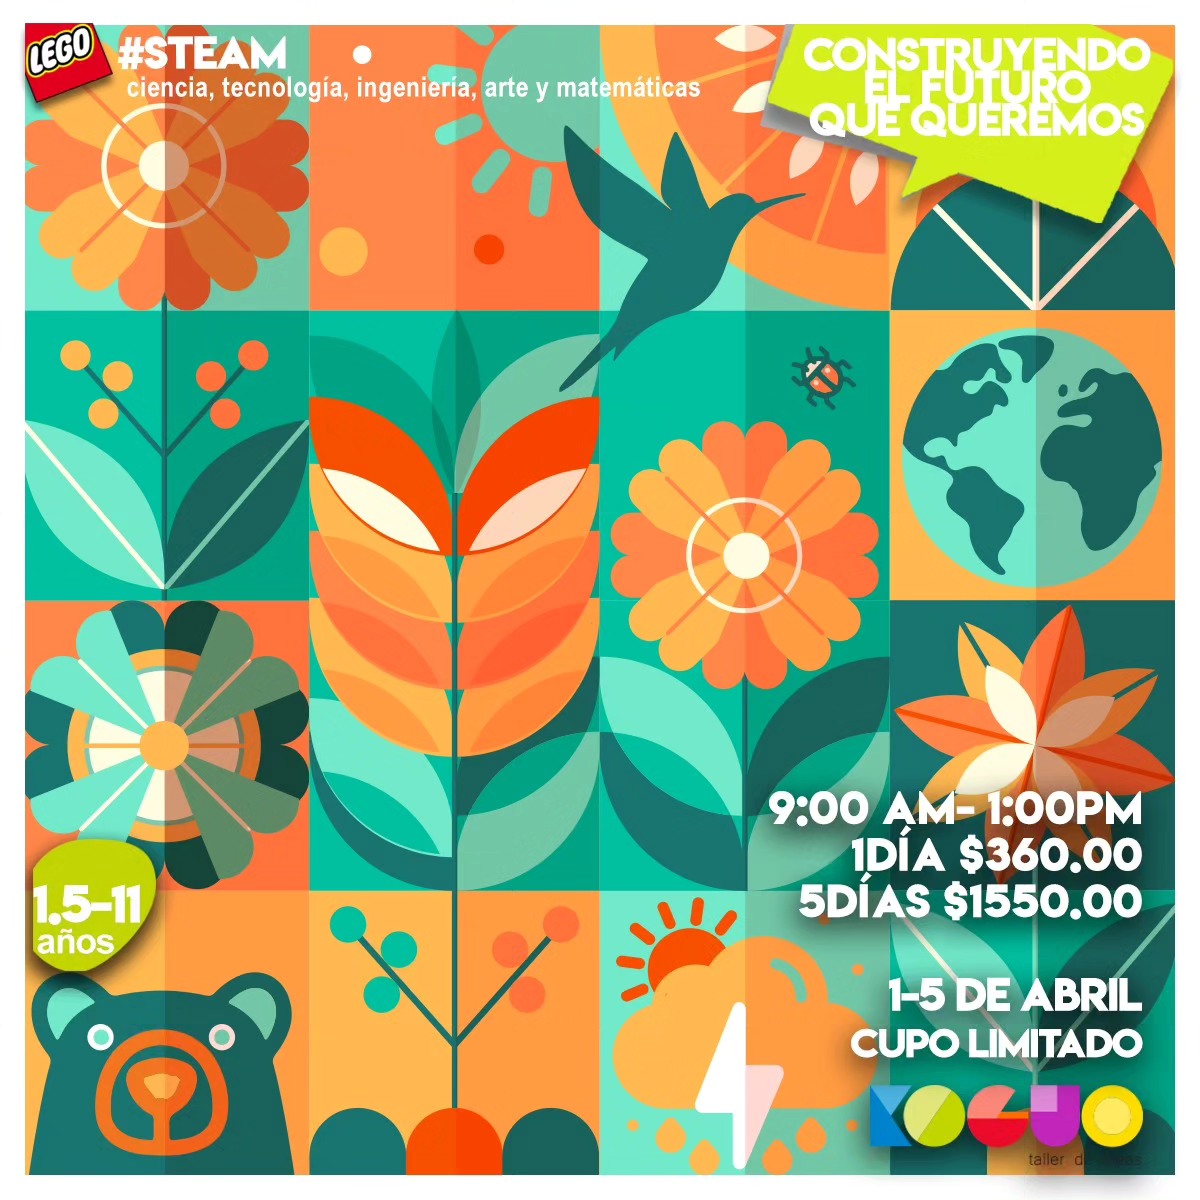 LEGO
#STEAM
ciencia, tecnología, ingeniería, arte y matemáticas
CONSTRUYENDO
EL FUTURO
QUE QUEREMOS
9:00 AM- 1:00PM
1DÍA $360.00
5DÍAS $1550.00
1.5-11
años
1-5 DE ABRIL
CUPO LIMITADO
KOGUO
taller de